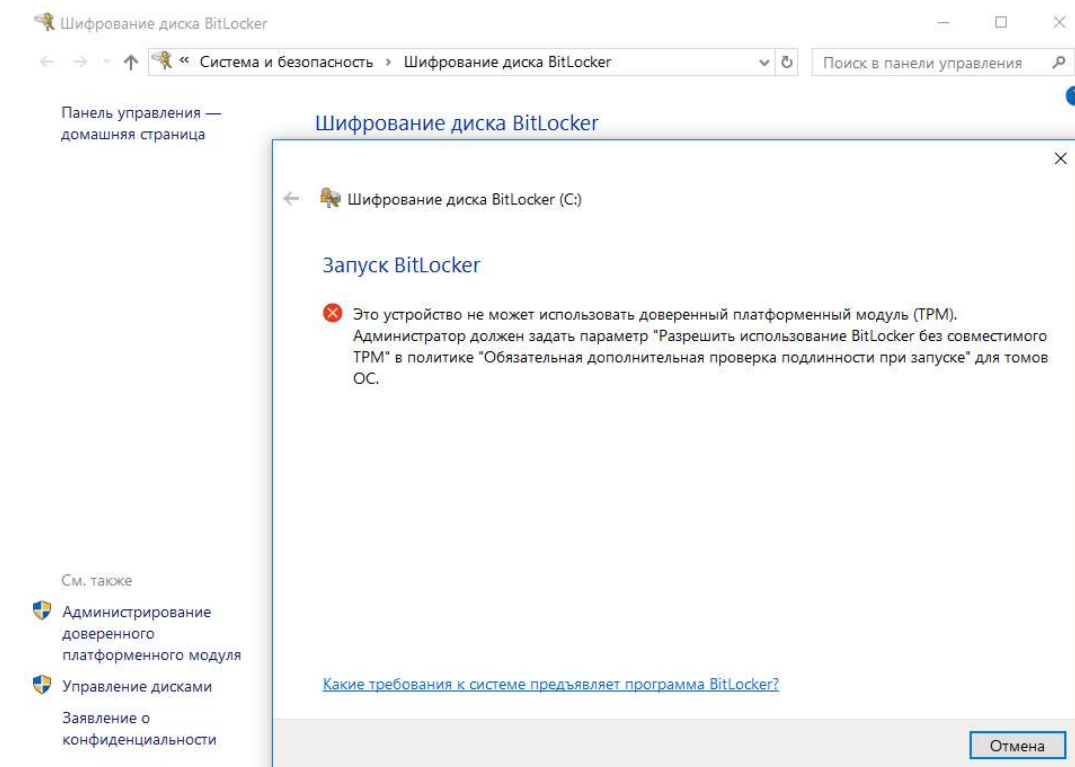 Шифрование диска BitLocker
« Система и безопасность › Шифрование диска BitLocker
Поиск в панели управления
Панель управления —
домашняя страница
Шифрование диска BitLocker
Шифрование диска BitLocker (C:)
Запуск BitLocker
Это устройство не может использовать доверенный платформенный модуль (TPM).
Администратор должен задать параметр "Разрешить использование BitLocker без совместимого
TPM" в политике "Обязательная дополнительная проверка подлинности при запуске" для томов
ОС.
См. также
Администрирование
доверенного
платформенного модуля
Управление дисками
Заявление о
конфиденциальности
Какие требования к системе предъявляет программа BitLocker?
Отмена